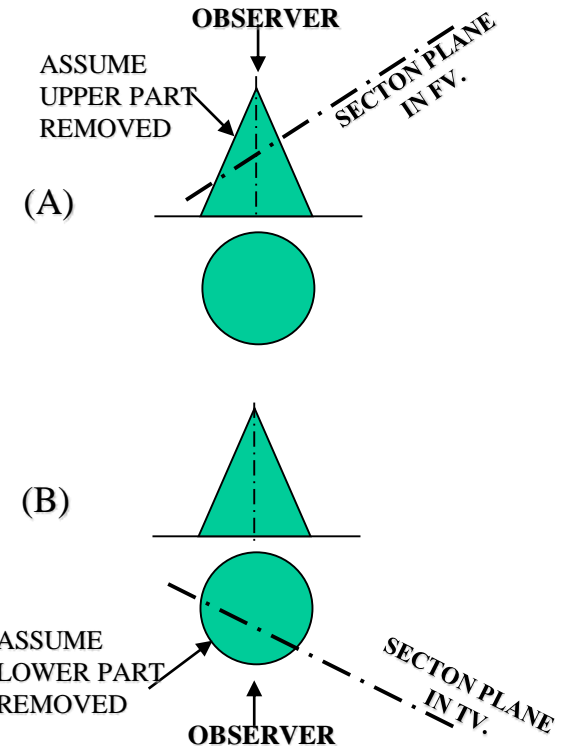 OBSERVER
ASSUME
UPPER PART
REMOVED
SECTON PLANE
IN FV.
(A)
(B)
ASSUME
LOWER PART
REMOVED
SECTON PLANE
IN TV.
OBSERVER